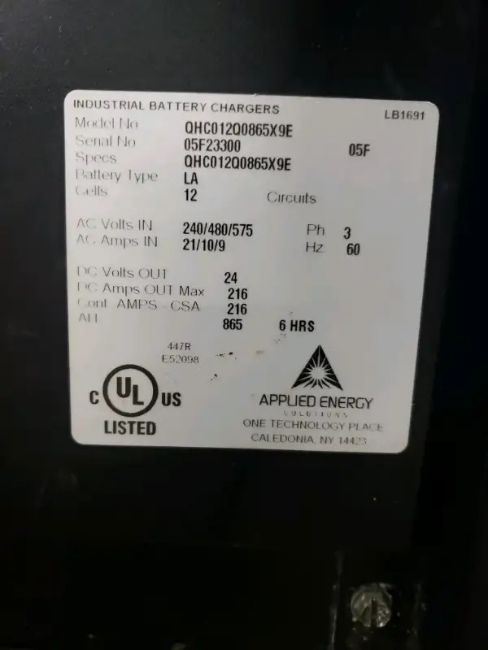 INDUSTRIAL BATTERY CHARGERS LB1691
Model No QHC012Q0865X9E
Serial No 05F23300 05F
Specs QHC012Q0865X9E
Battery Type LA
Cells 12 Circuits
AC Volts IN 240/480/575 Ph 3
AC Amps IN 21/10/9 Hz 60
DC Volts OUT 24
DC Amps OUT Max 216
Cont. AMPS - CSA 216
AH 865 6 HRS
447R
E52098
C UL US
LISTED
APPLIED ENERGY
SOLUTIONS
ONE TECHNOLOGY PLACE
CALEDONIA, NY 14423